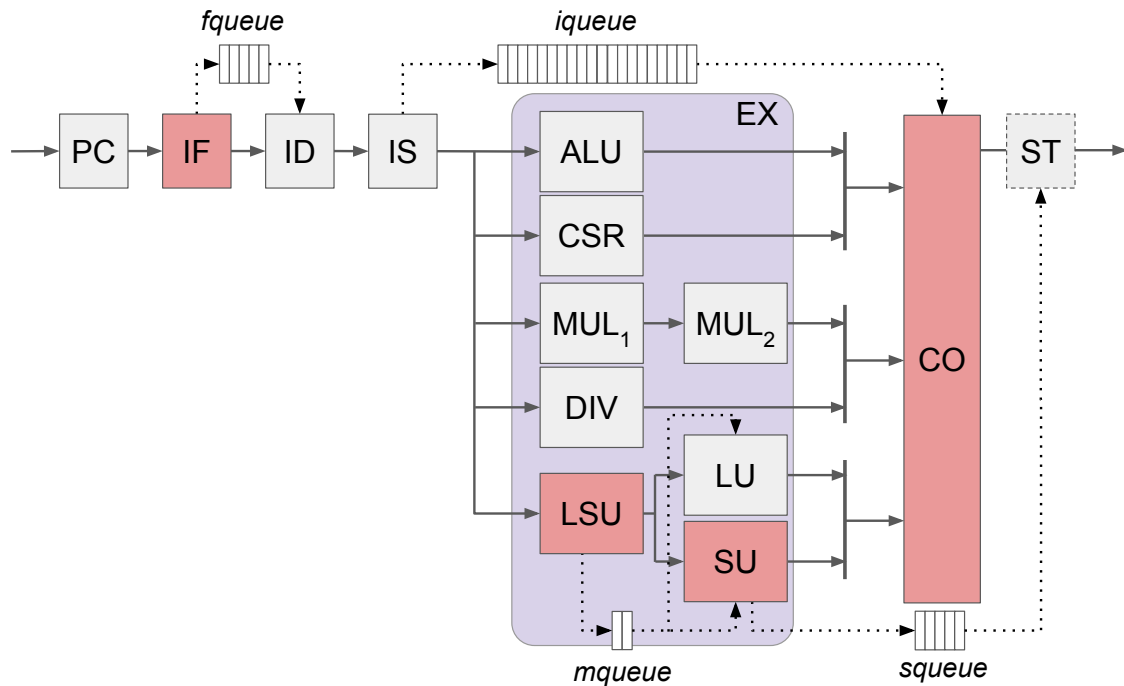 fqueue
iqueue
EX
PC
IF
ID
IS
ALU
ST
CSR
MUL₁
MUL₂
CO
DIV
LU
LSU
SU
mqueue
squeue